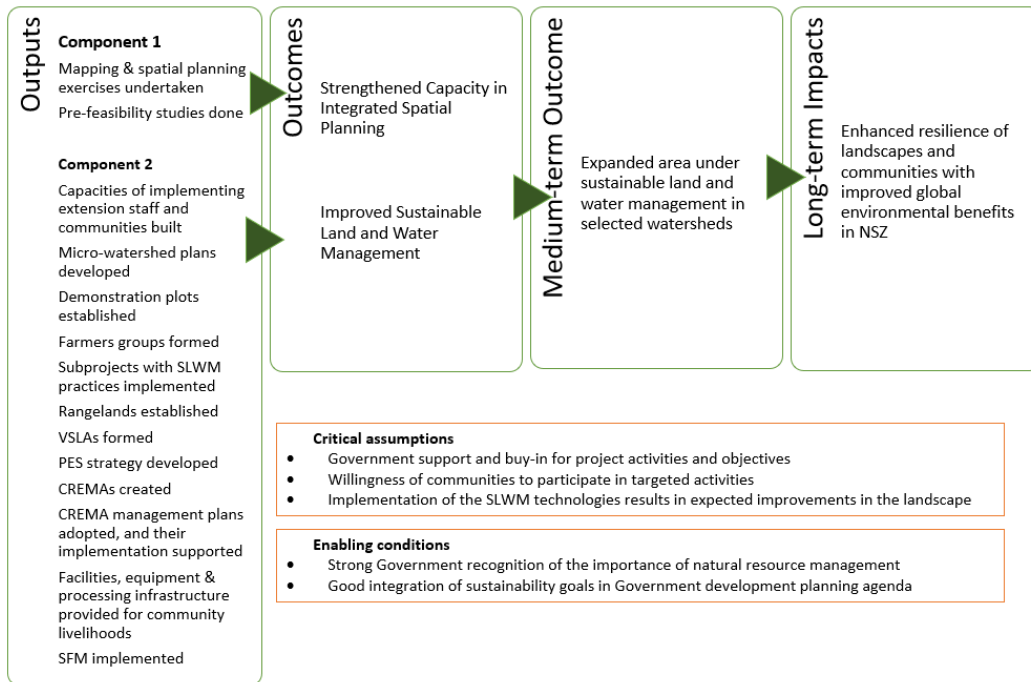 Outputs
Component 1
Mapping & spatial planning
exercises undertaken
Pre-feasibility studies done
Component 2
Capacities of implementing
extension staff and
communities built
Micro-watershed plans
developed
Demonstration plots
established
Farmers groups formed
Subprojects with SLWM
practices implemented
Rangelands established
VSLAs formed
PES strategy developed
CREMAs created
CREMA management plans
adopted, and their
implementation supported
Facilities, equipment &
processing infrastructure
provided for community
livelihoods
SFM implemented
Outcomes
Strengthened Capacity in
Integrated Spatial
Planning
Improved Sustainable
Land and Water
Management
Medium-term Outcome
Expanded area under
sustainable land and
water management in
selected watersheds
Long-term Impacts
Enhanced resilience of
landscapes and
communities with
improved global
environmental benefits
in NSZ
Critical assumptions
• Government support and buy-in for project activities and objectives
• Willingness of communities to participate in targeted activities
• Implementation of the SLWM technologies results in expected improvements in the landscape
Enabling conditions
• Strong Government recognition of the importance of natural resource management
• Good integration of sustainability goals in Government development planning agenda